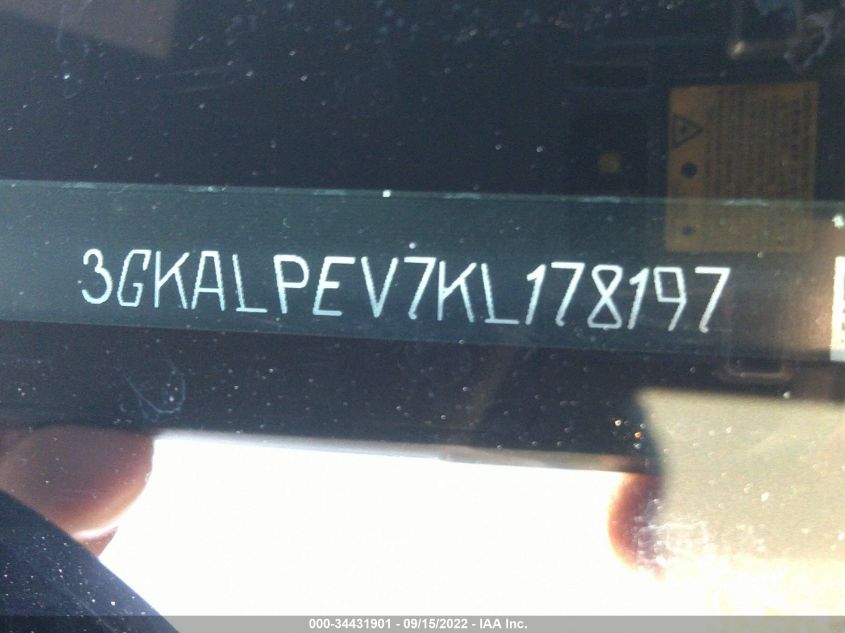 3GKALPEV7KL178197
000-34431901 - 09/15/2022 - IAA Inc.